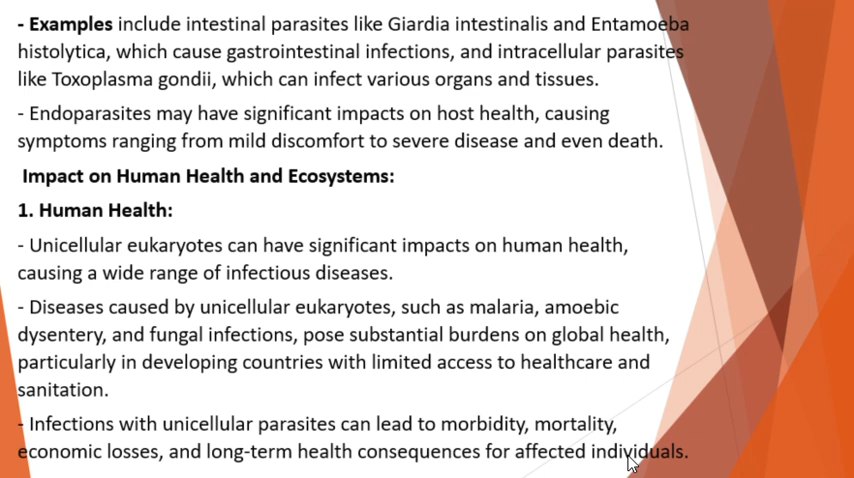 - Examples include intestinal parasites like Giardia intestinalis and Entamoeba
histolytica, which cause gastrointestinal infections, and intracellular parasites
like Toxoplasma gondii, which can infect various organs and tissues.
- Endoparasites may have significant impacts on host health, causing
symptoms ranging from mild discomfort to severe disease and even death.
Impact on Human Health and Ecosystems:
1. Human Health:
- Unicellular eukaryotes can have significant impacts on human health,
causing a wide range of infectious diseases.
- Diseases caused by unicellular eukaryotes, such as malaria, amoebic
dysentery, and fungal infections, pose substantial burdens on global health,
particularly in developing countries with limited access to healthcare and
sanitation.
- Infections with unicellular parasites can lead to morbidity, mortality,
economic losses, and long-term health consequences for affected individuals.